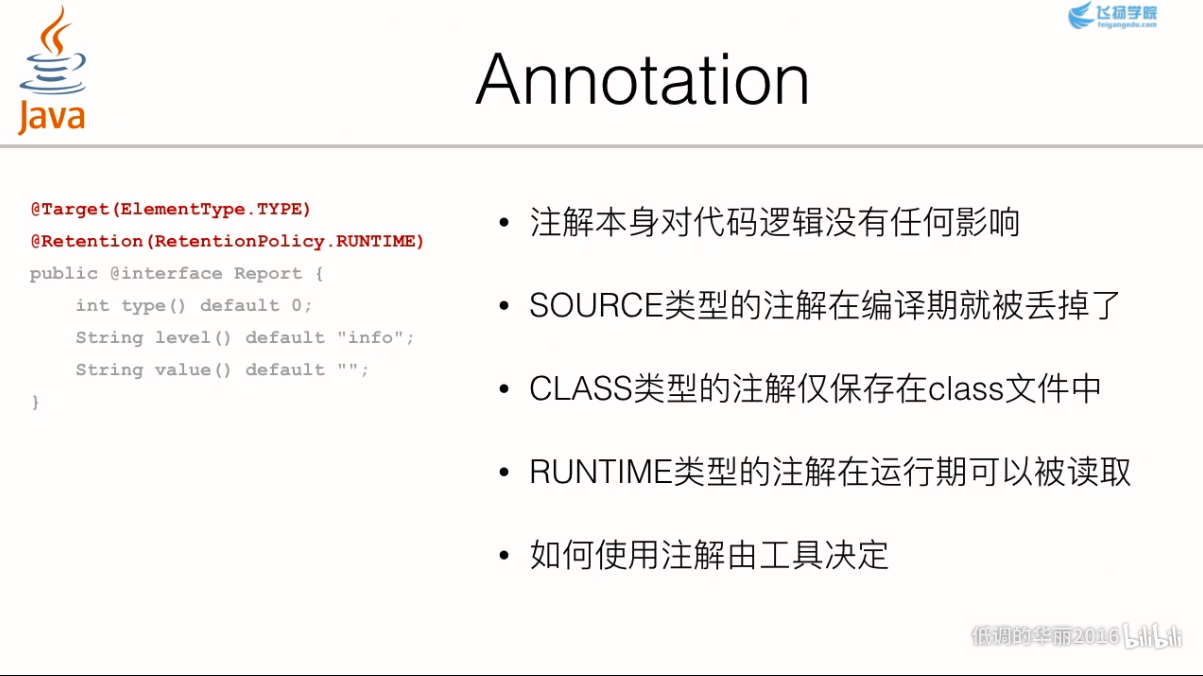 Java
飞扬学院
feiyangedu.com
Annotation
@Target(ElementType.TYPE)
@Retention(RetentionPolicy.RUNTIME)
public @interface Report {
    int type() default 0;
    String level() default "info";
    String value() default "";
}
• 注解本身对代码逻辑没有任何影响
• SOURCE类型的注解在编译期就被丢掉了
• CLASS类型的注解仅保存在class文件中
• RUNTIME类型的注解在运行期可以被读取
• 如何使用注解由工具决定
低调的华丽2016 bilibili